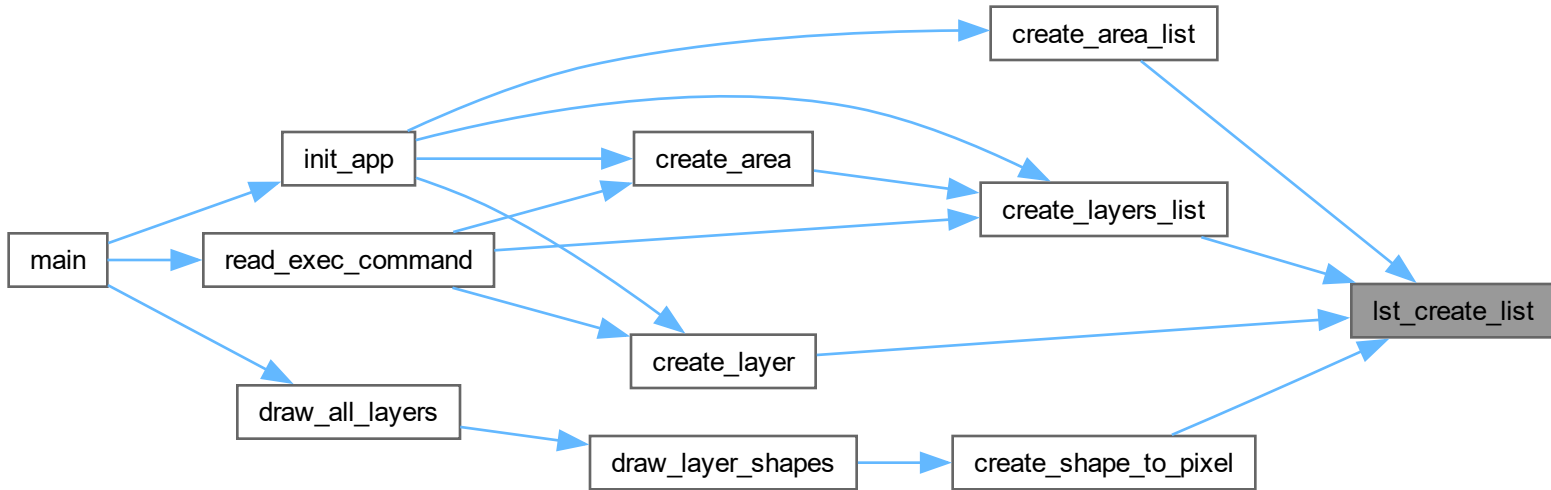 create_area_list
init_app
create_area
create_layers_list
main
read_exec_command
lst_create_list
create_layer
draw_all_layers
draw_layer_shapes
create_shape_to_pixel